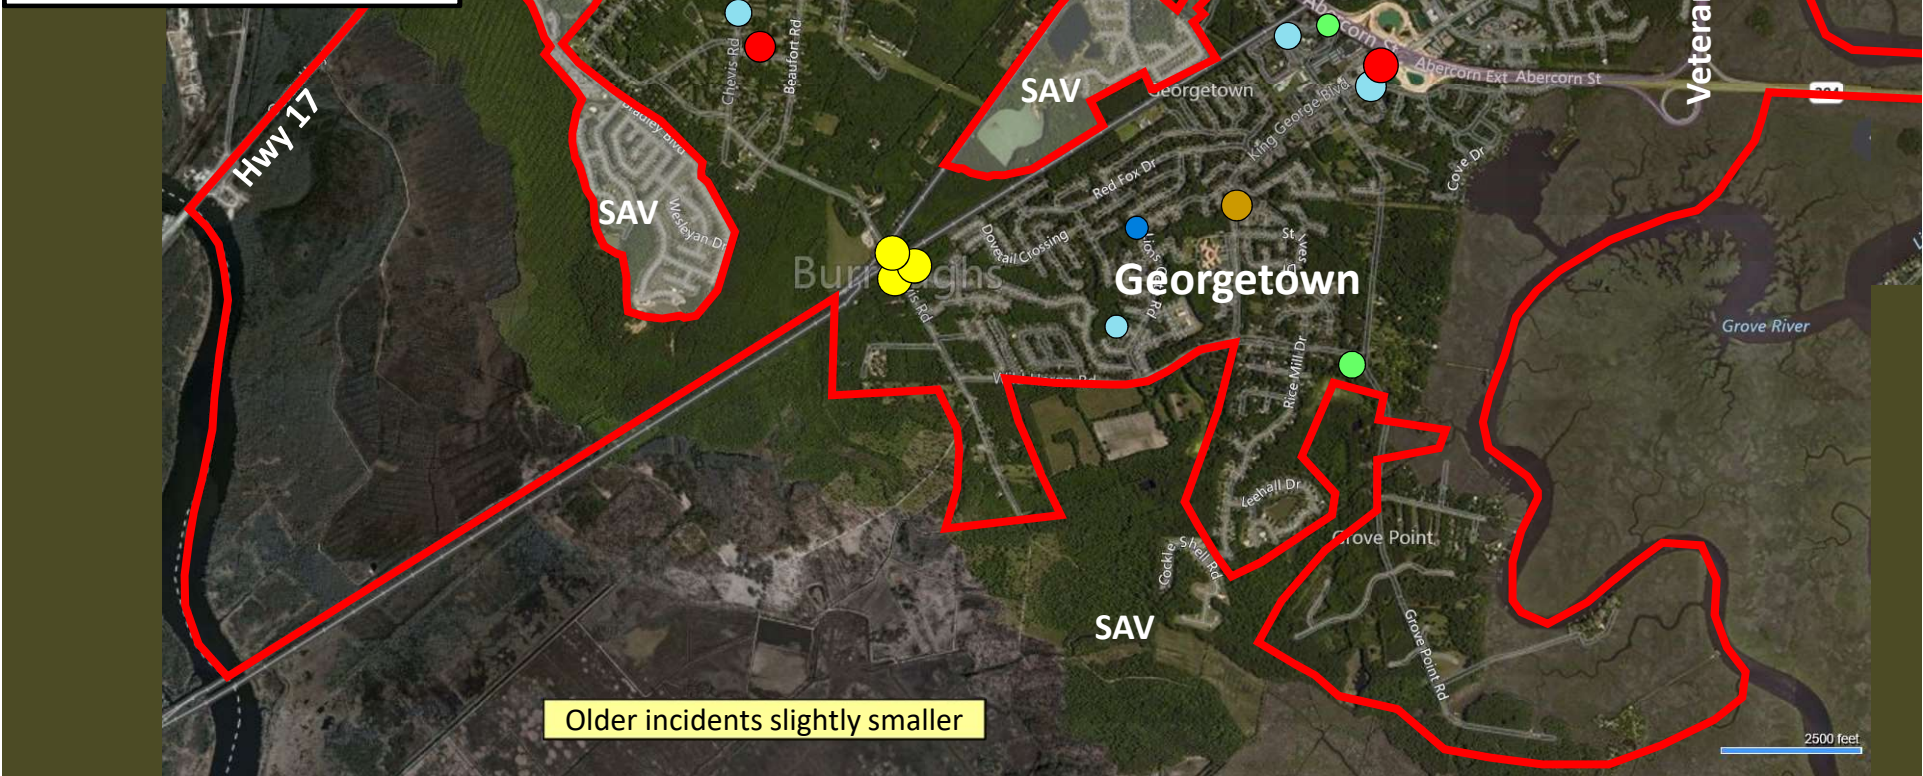 Hwy 17
Chevis Rd
Beaufort Rd
Bradley Blvd
SAV
Wesleyan Dr
SAV
Georgetown
Abercorn St
Abercorn Ext
Abercorn St
Vetera
King George Blvd
Red Fox Dr
Cove Dr
Dovetail Crossing
St
Georgetown
Grove River
Rice Mill Dr
Grove Point
Cockle
Shell Rd
SAV
Grove Point Rd
Older incidents slightly smaller
2500 feet